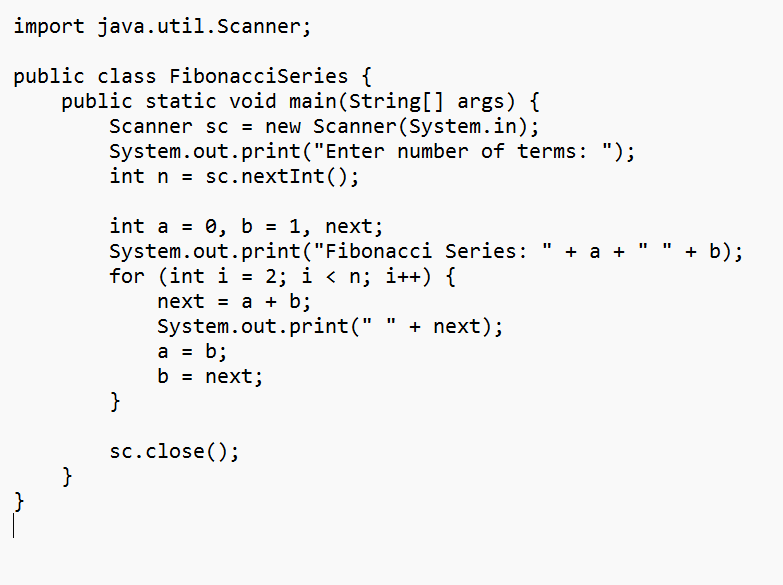 import java.util.Scanner;

public class FibonacciSeries {
    public static void main(String[] args) {
        Scanner sc = new Scanner(System.in);
        System.out.print("Enter number of terms: ");
        int n = sc.nextInt();

        int a = 0, b = 1, next;
        System.out.print("Fibonacci Series: " + a + " " + b);
        for (int i = 2; i < n; i++) {
            next = a + b;
            System.out.print(" " + next);
            a = b;
            b = next;
        }

        sc.close();
    }
}